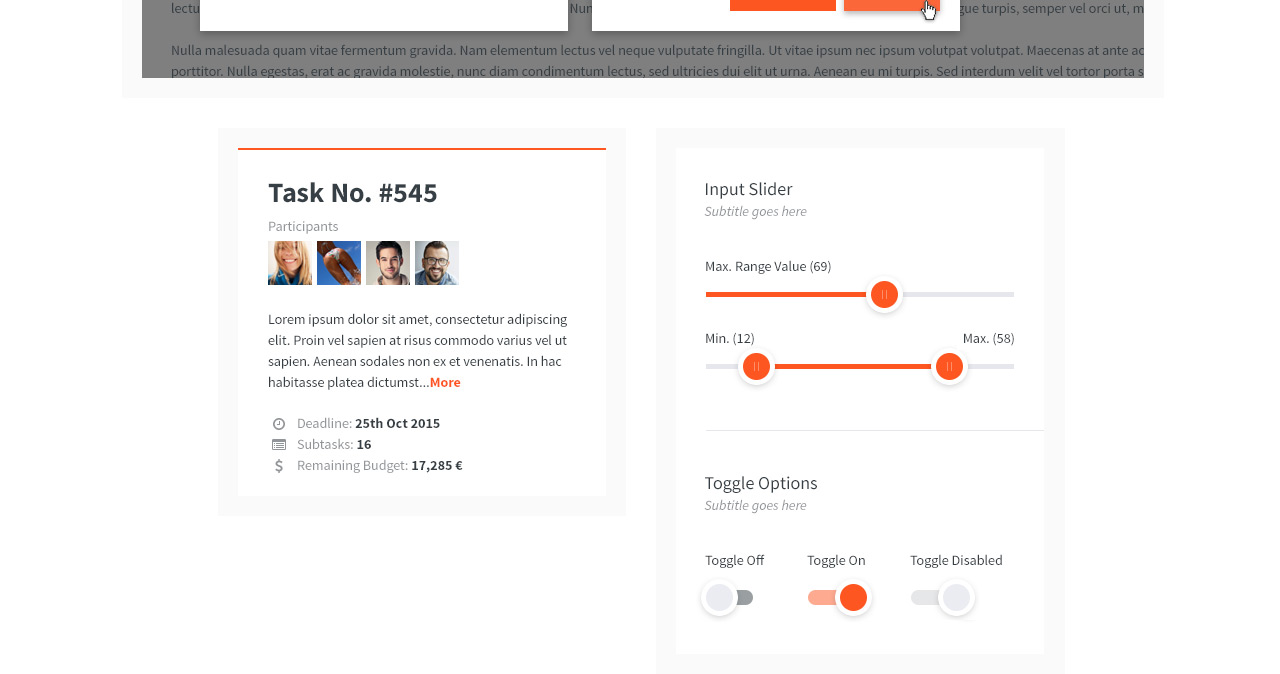 lectu
Nun
gue turpis, semper vel orci ut, m
Nulla malesuada quam vitae fermentum gravida. Nam elementum lectus vel neque vulputate fringilla. Ut vitae ipsum nec ipsum volutpat volutpat. Maecenas at ante ac
porttitor. Nulla egestas, erat ac gravida molestie, nunc diam condimentum lectus, sed ultricies dui elit ut urna. Aenean eu mi turpis. Sed interdum velit vel tortor porta s
Task No. #545
Participants
Lorem ipsum dolor sit amet, consectetur adipiscing
elit. Proin vel sapien at risus commodo varius vel ut
sapien. Aenean sodales non ex et venenatis. In hac
habitasse platea dictumst...More
Deadline: 25th Oct 2015
Subtasks: 16
Remaining Budget: 17,285 €
Input Slider
Subtitle goes here
Max. Range Value (69)
Min. (12)
Max. (58)
Toggle Options
Subtitle goes here
Toggle Off
Toggle On
Toggle Disabled